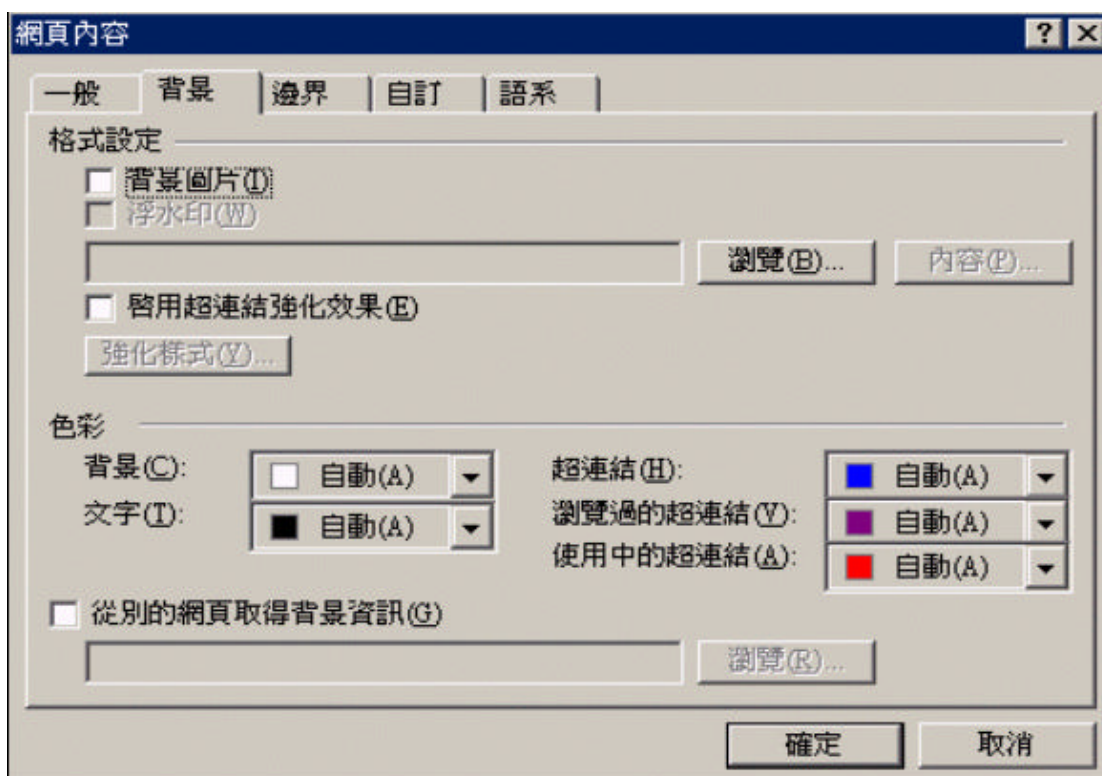 網頁內容
一般 背景 邊界 自訂 語系
格式設定
背景圖片(I)
浮水印(W)
瀏覽(B)... 內容(P)...
啟用超連結強化效果(E)
強化樣式(Y)...
色彩
背景(C): 自動(A) 超連結(H): 自動(A)
文字(T): 自動(A) 瀏覽過的超連結(V): 自動(A)
使用中的超連結(A): 自動(A)
從別的網頁取得背景資訊(G)
瀏覽(R)...
確定 取消